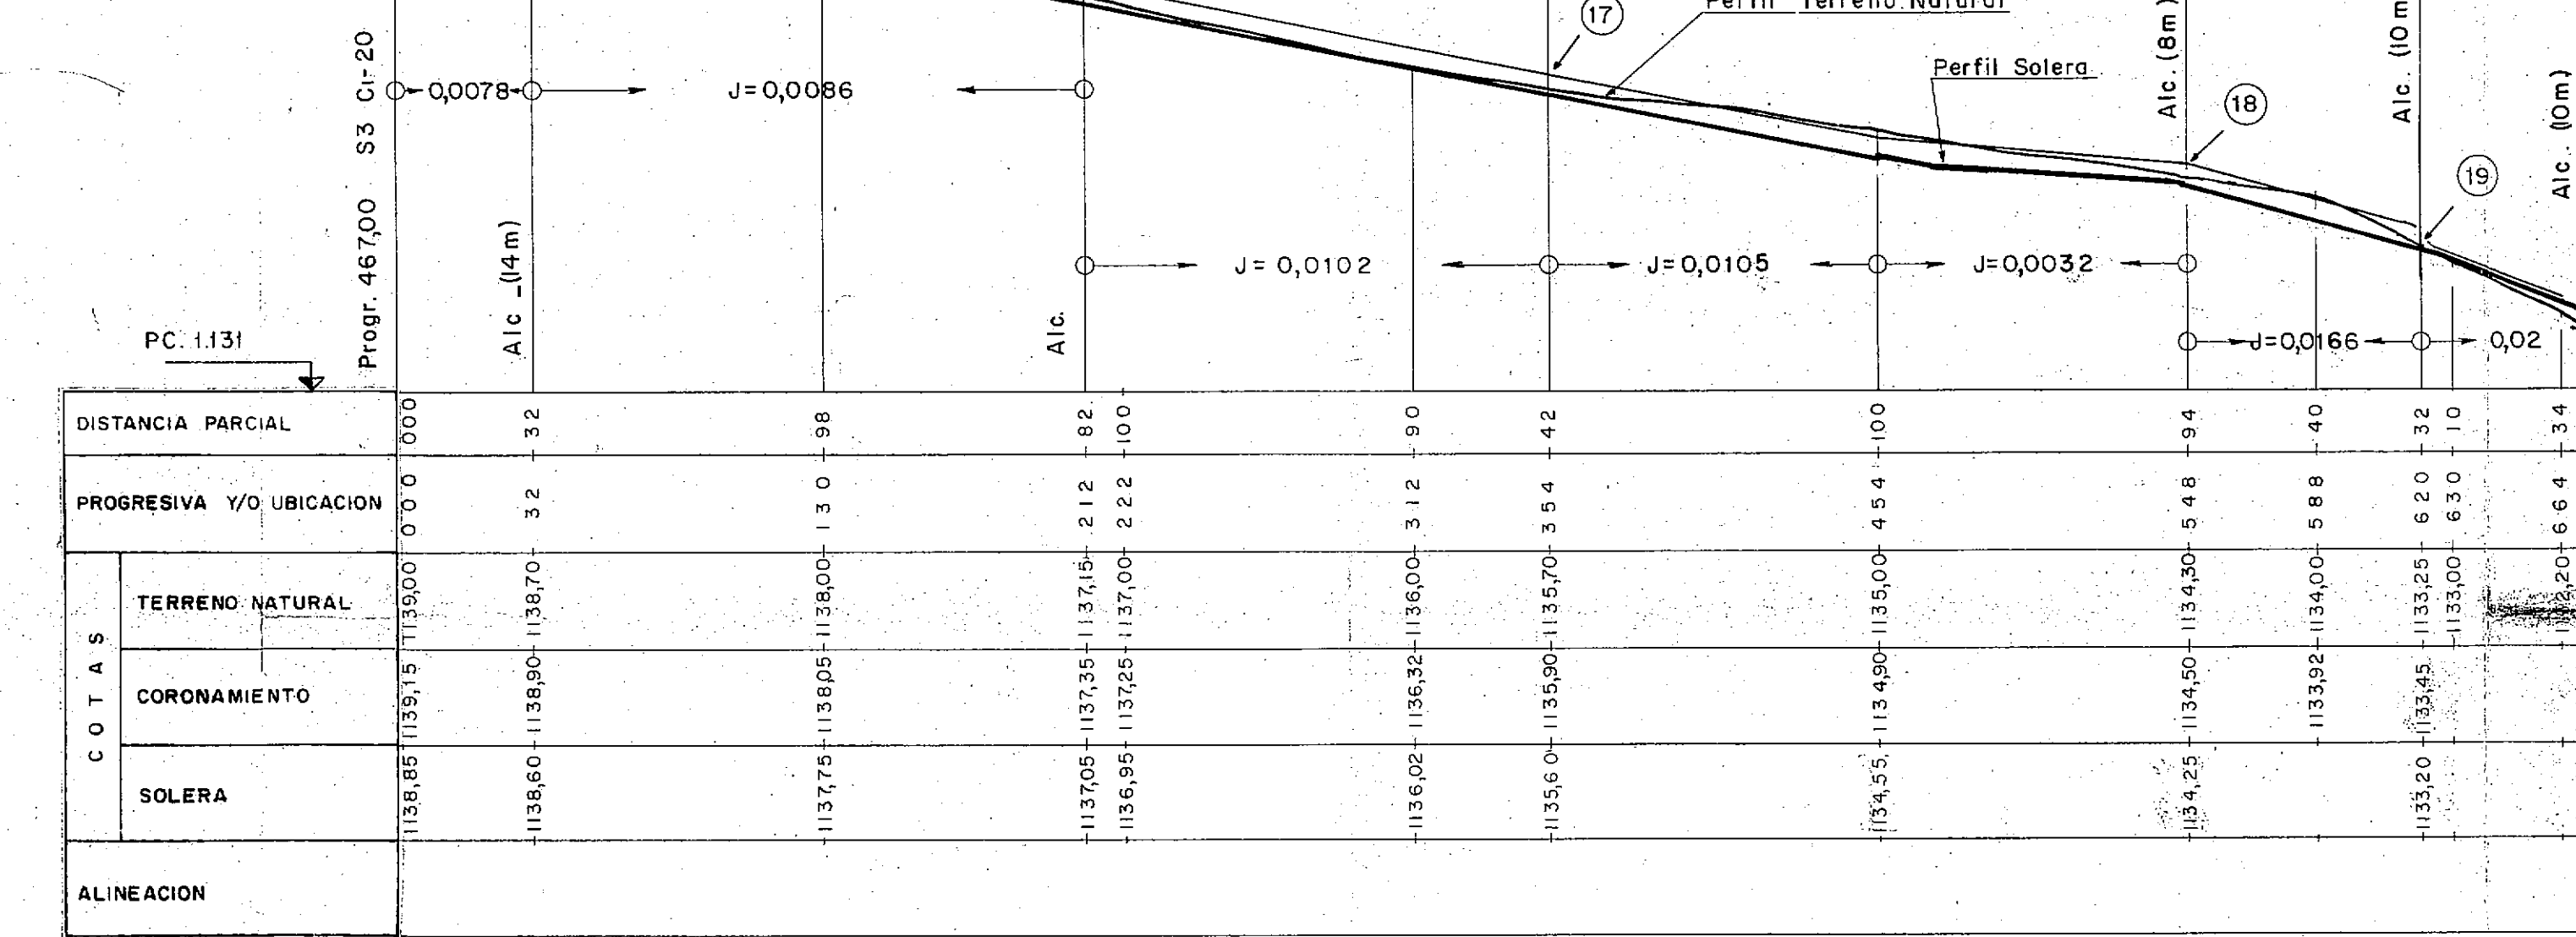 17
Perfil Terreno Natural
Perfil Solera
Alc. (8m)
18
Alc. (10m
19
Alc. (10m)
Progr. 467,00 S3 Ci-20
0,0078
J=0,0086
Alc (14m)
Alc.
J=0,0102
J=0,0105
J=0,0032
J=0,0166
0,02
PC. 1.131
DISTANCIA PARCIAL 000 32 98 82 100 90 42 100 94 40 32 10 34
PROGRESIVA Y/O UBICACION 000 32 130 212 222 312 354 454 548 588 620 630 664
COTAS
TERRENO NATURAL 1139,00 1138,70 1138,00 1137,15 1137,00 1136,00 1135,70 1135,00 1134,30 1134,00 1133,25 1133,00
CORONAMIENTO 1139,15 1138,90 1138,05 1137,35 1137,25 1136,32 1135,90 1134,90 1134,50 1133,92 1133,45
SOLERA 1138,85 1138,60 1137,75 1137,05 1136,95 1136,02 1135,60 1134,55 1134,25 1133,20
ALINEACION